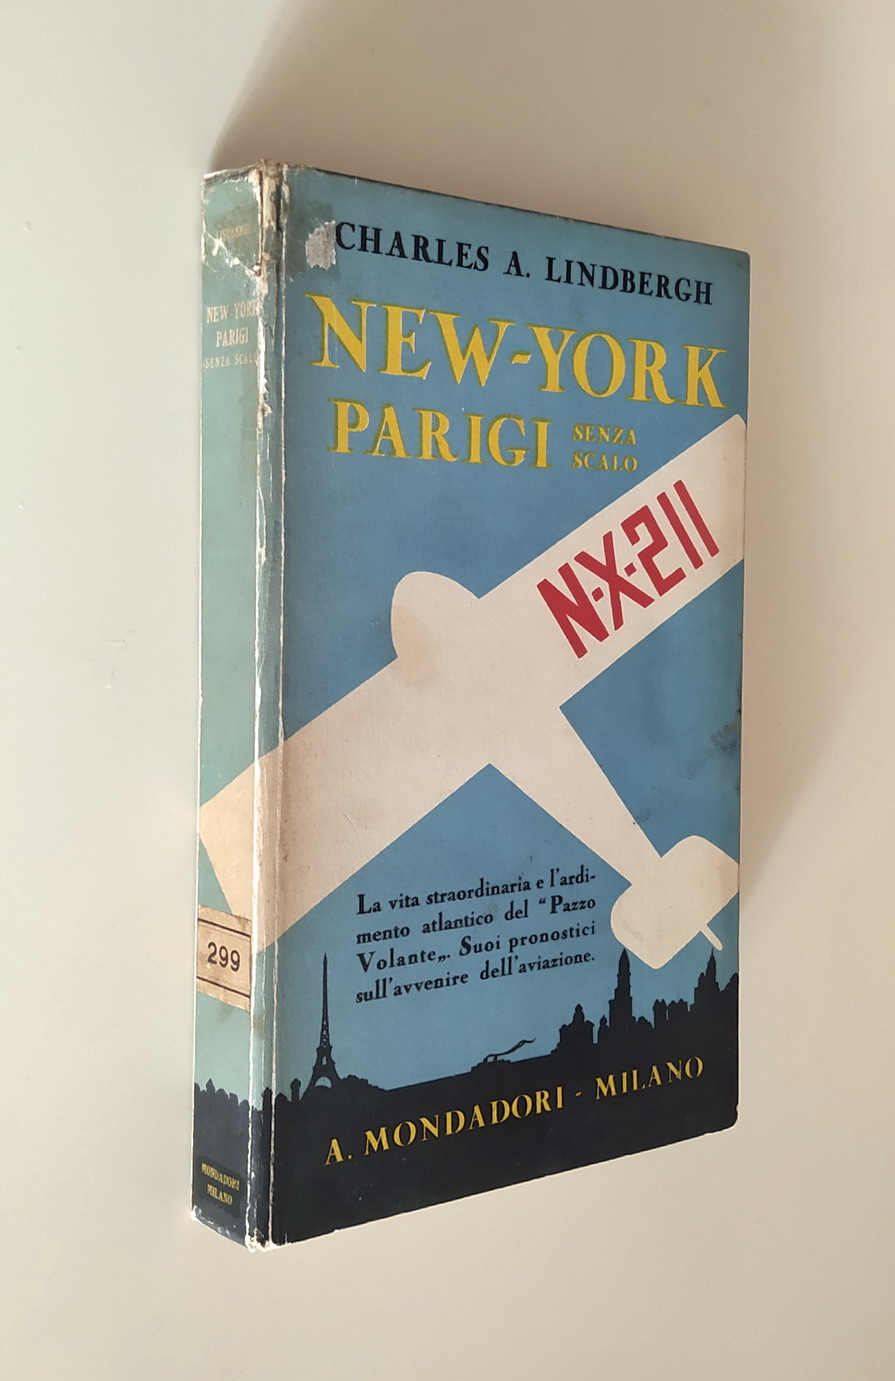 CHARLES A. LINDBERGH
NEW-YORK
PARIGI SENZA
SCALO
N·X·211
La vita straordinaria e l'ardi-
mento atlantico del "Pazzo
Volante„. Suoi pronostici
sull'avvenire dell'aviazione.
A. MONDADORI - MILANO
NEW-YORK
PARIGI
SENZA SCALO
299
MONDADORI
MILANO